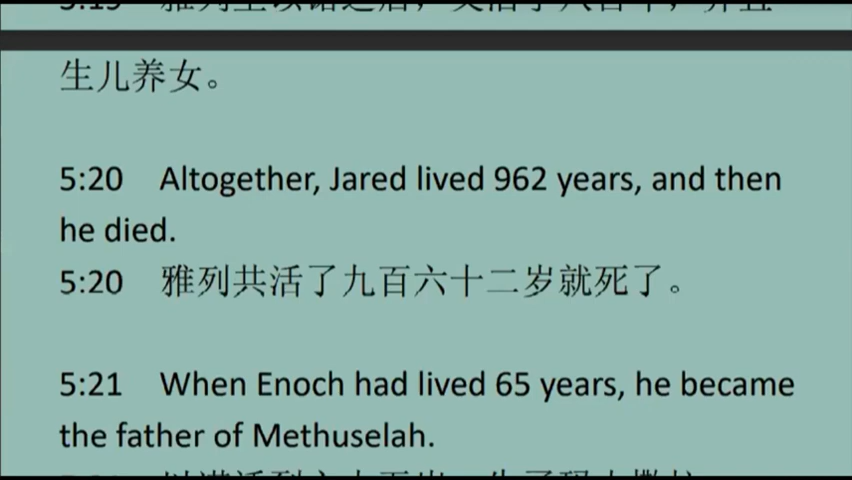 生儿养女。
5:20 Altogether, Jared lived 962 years, and then
he died.
5:20 雅列共活了九百六十二岁就死了。
5:21 When Enoch had lived 65 years, he became
the father of Methuselah.